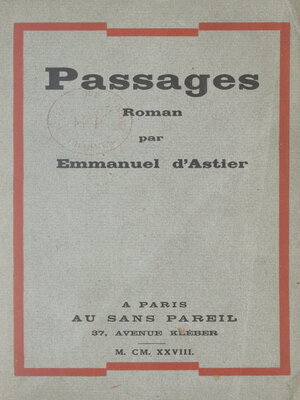 Passages
Roman
par
Emmanuel d'Astier
A PARIS
AU SANS PAREIL
37, AVENUE KLÉBER
M. CM. XXVIII.